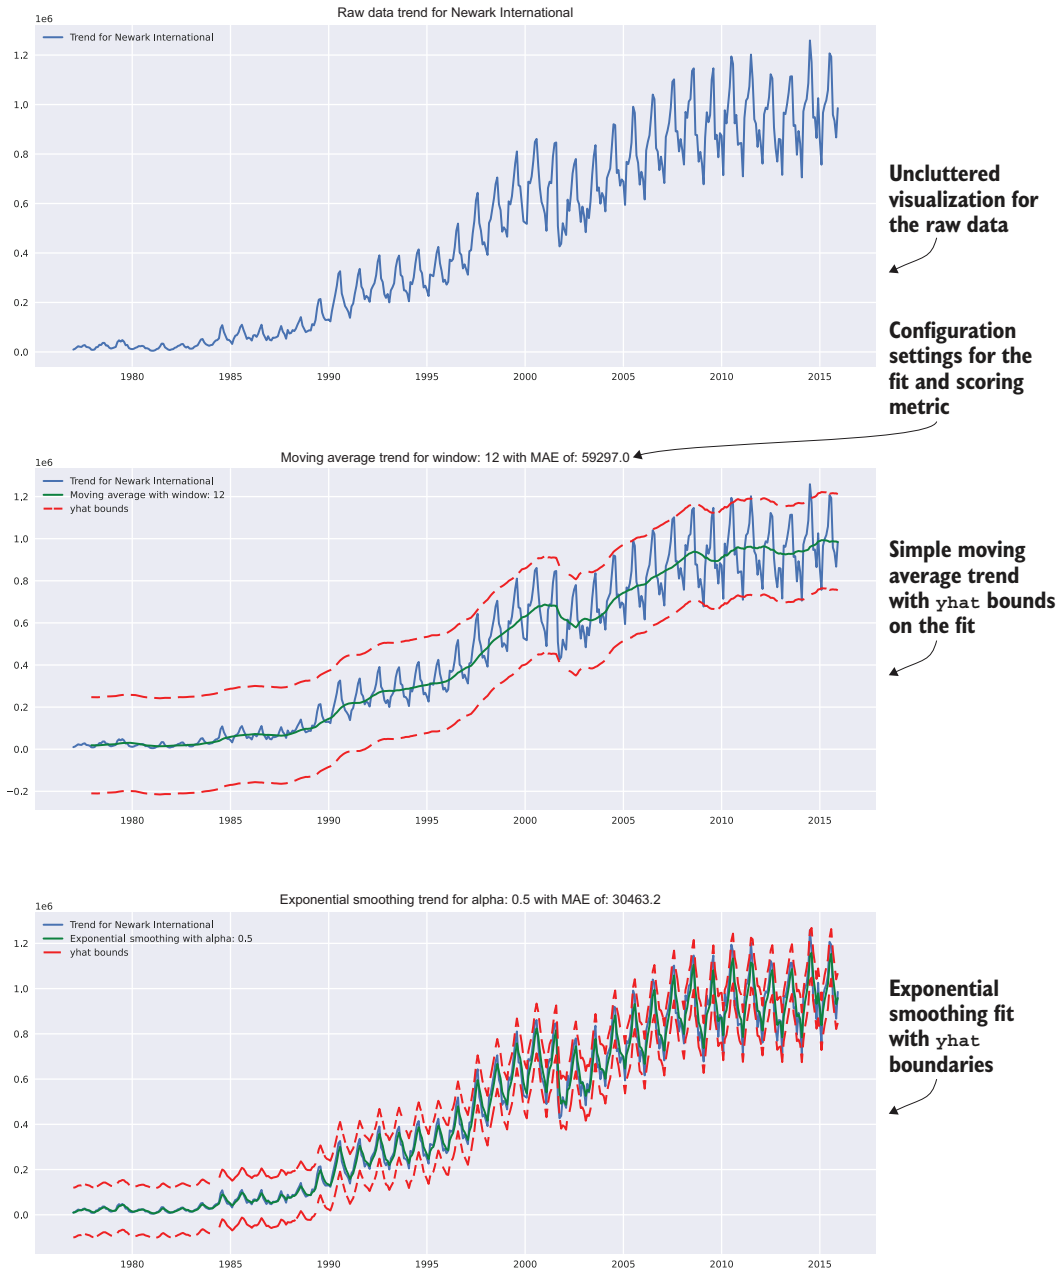 Raw data trend for Newark International
1e6
Trend for Newark International
1,2
1,0
0.8
0.6
0.4
0.2
0.0
1980 1985 1990 1995 2000 2005 2010 2015
Uncluttered
visualization for
the raw data
Configuration
settings for the
fit and scoring
metric
Moving average trend for window: 12 with MAE of: 59297.0
1e6
Trend for Newark International
Moving average with window: 12
yhat bounds
1,2
1.0
0.8
0.6
0.4
0.2
0.0
−0.2
1980 1985 1990 1995 2000 2005 2010 2015
Simple moving
average trend
with yhat bounds
on the fit
Exponential smoothing trend for alpha: 0.5 with MAE of: 30463.2
1e6
Trend for Newark International
Exponential smoothing with alpha: 0.5
yhat bounds
1.2
1.0
0.8
0.6
0.4
0.2
0.0
1980 1985 1990 1995 2000 2005 2010 2015
Exponential
smoothing fit
with yhat
boundaries